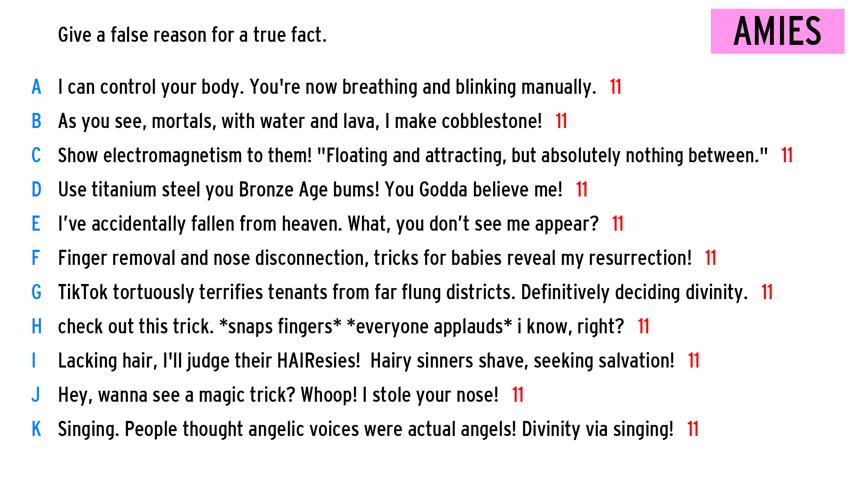 Give a false reason for a true fact.
AMIES
A I can control your body. You're now breathing and blinking manually. 11
B As you see, mortals, with water and lava, I make cobblestone! 11
C Show electromagnetism to them! "Floating and attracting, but absolutely nothing between." 11
D Use titanium steel you Bronze Age bums! You Godda believe me! 11
E I’ve accidentally fallen from heaven. What, you don’t see me appear? 11
F Finger removal and nose disconnection, tricks for babies reveal my resurrection! 11
G TikTok tortuously terrifies tenants from far flung districts. Definitively deciding divinity. 11
H check out this trick. *snaps fingers* *everyone applauds* i know, right? 11
I Lacking hair, I'll judge their HAIResies! Hairy sinners shave, seeking salvation! 11
J Hey, wanna see a magic trick? Whoop! I stole your nose! 11
K Singing. People thought angelic voices were actual angels! Divinity via singing! 11